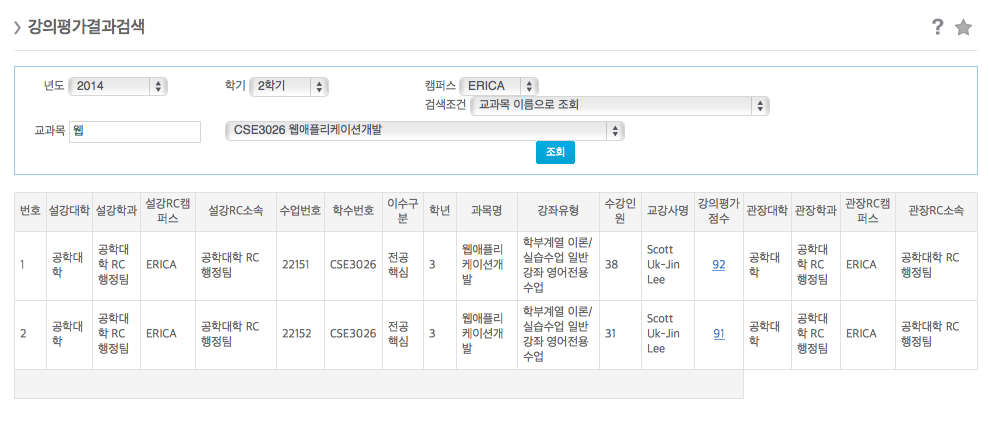 강의평가결과검색
?
년도 2014 학기 2학기 캠퍼스 ERICA
검색조건 교과목 이름으로 조회
교과목 웹 CSE3026 웹애플리케이션개발
조회
번호 설강대학 설강학과 설강RC캠퍼스 설강RC소속 수업번호 학수번호 이수구분 학년 과목명 강좌유형 수강인원 교강사명 강의평가점수 관장대학 관장학과 관장RC캠퍼스 관장RC소속
1 공학대학 공학대학 RC 행정팀 ERICA 공학대학 RC 행정팀 22151 CSE3026 전공핵심 3 웹애플리케이션개발 학부계열 이론/실습수업 일반강좌 영어전용수업 38 Scott Uk-Jin Lee 92 공학대학 공학대학 RC 행정팀 ERICA 공학대학 RC 행정팀
2 공학대학 공학대학 RC 행정팀 ERICA 공학대학 RC 행정팀 22152 CSE3026 전공핵심 3 웹애플리케이션개발 학부계열 이론/실습수업 일반강좌 영어전용수업 31 Scott Uk-Jin Lee 91 공학대학 공학대학 RC 행정팀 ERICA 공학대학 RC 행정팀